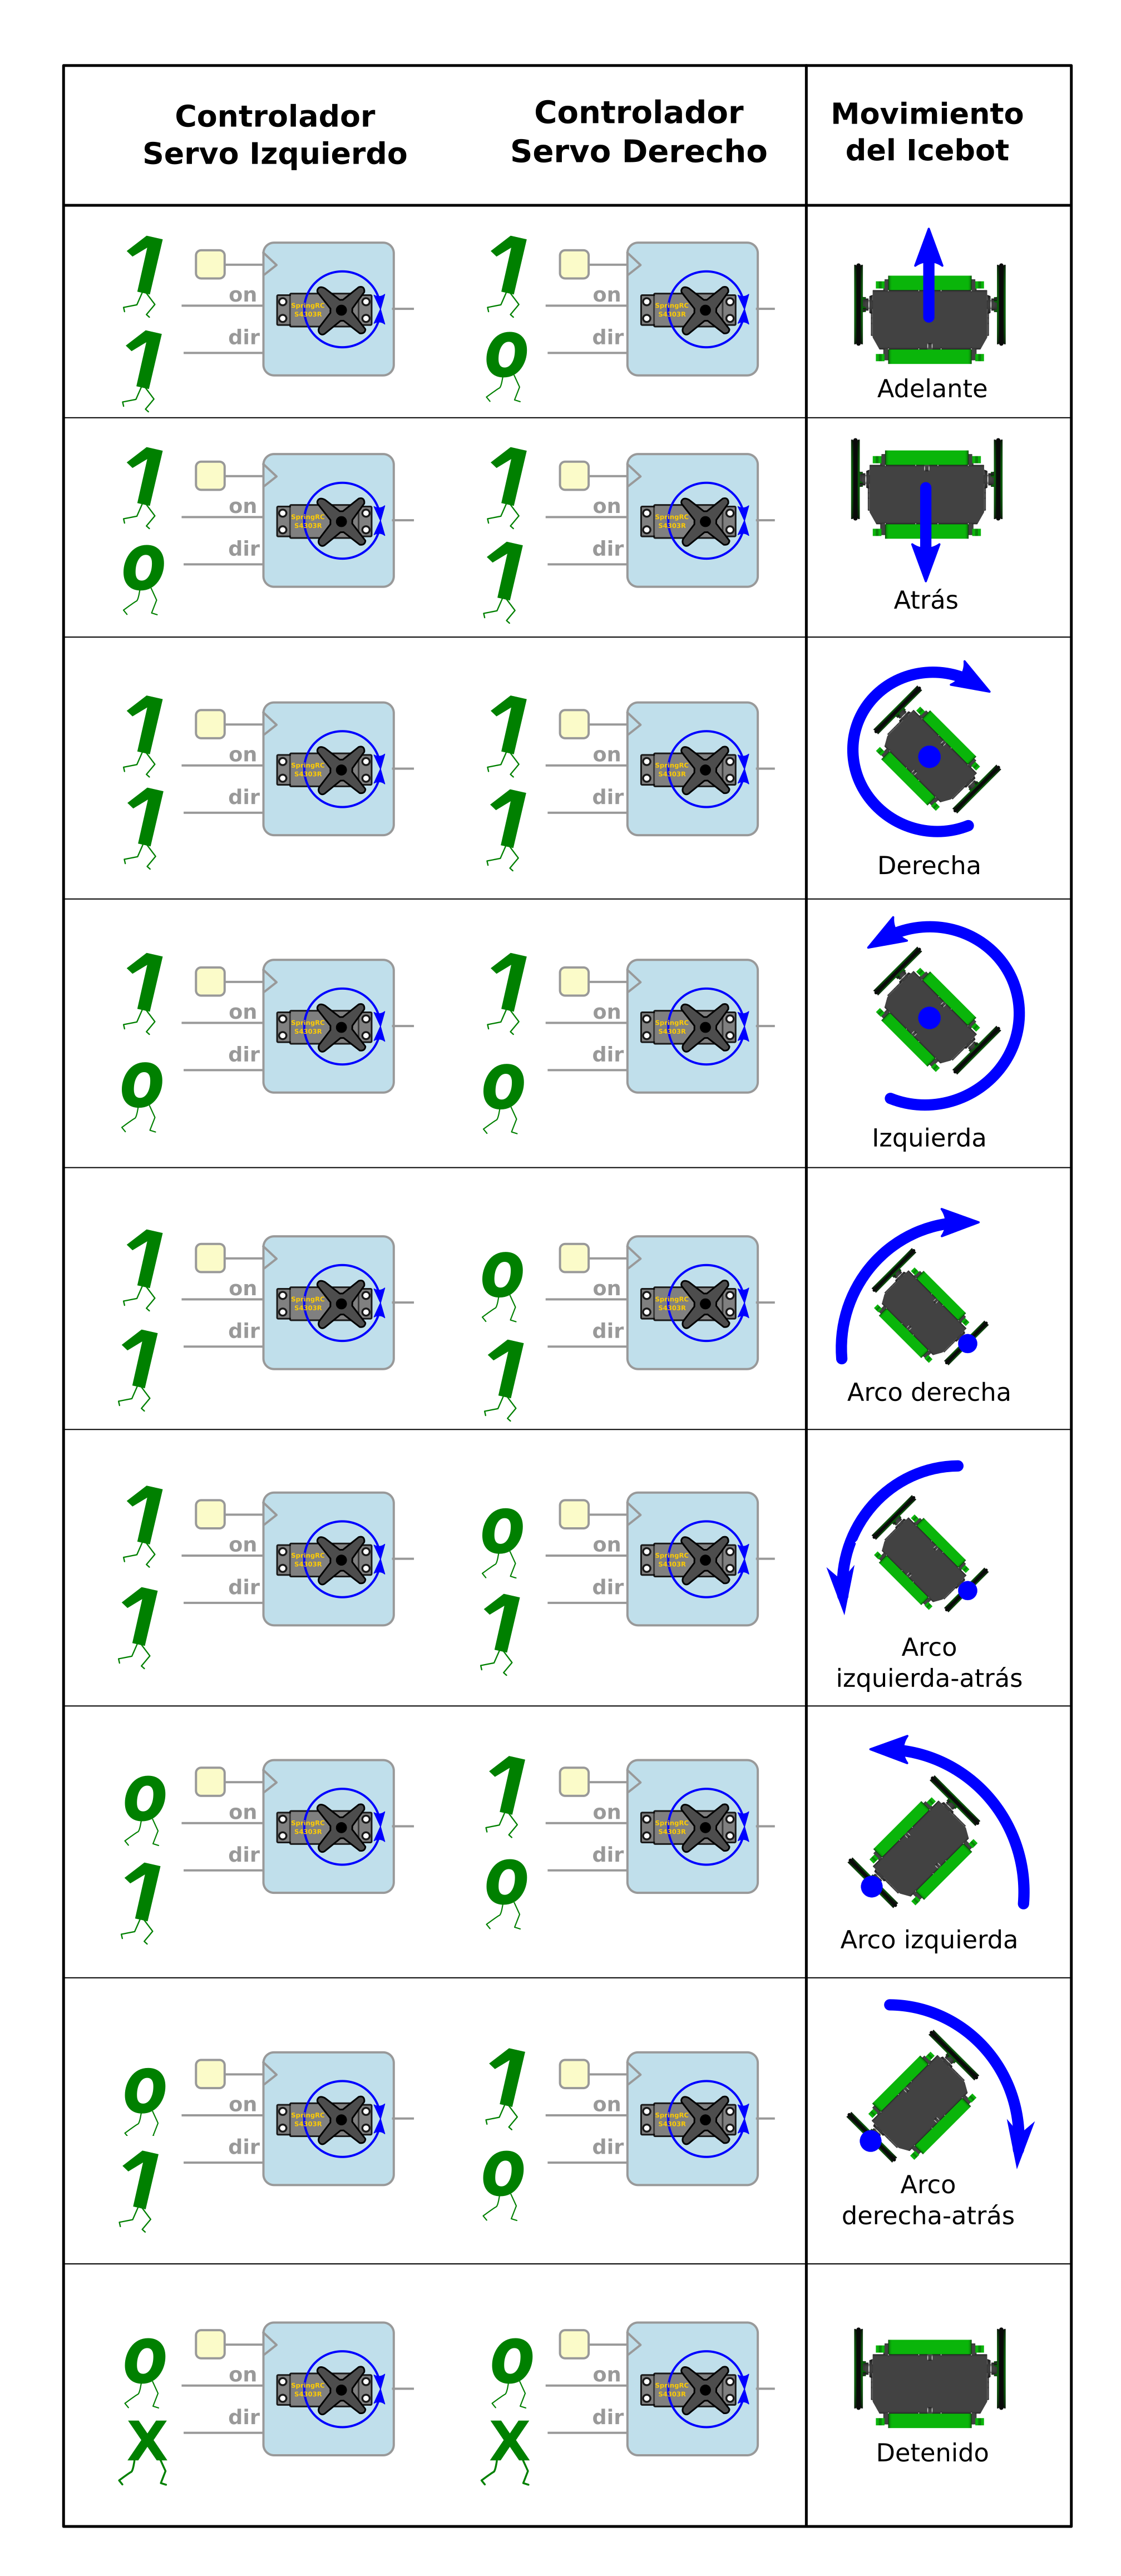 Controlador
Servo Izquierdo
Controlador
Servo Derecho
Movimiento
del Icebot
1
on
1
dir
SpringRC
S4303R
1
on
0
dir
SpringRC
S4303R
Adelante
1
on
0
dir
SpringRC
S4303R
1
on
1
dir
SpringRC
S4303R
Atrás
1
on
1
dir
SpringRC
S4303R
1
on
1
dir
SpringRC
S4303R
Derecha
1
on
0
dir
SpringRC
S4303R
1
on
0
dir
SpringRC
S4303R
Izquierda
1
on
1
dir
SpringRC
S4303R
0
on
1
dir
SpringRC
S4303R
Arco derecha
1
on
1
dir
SpringRC
S4303R
0
on
1
dir
SpringRC
S4303R
Arco
izquierda-atrás
0
on
1
dir
SpringRC
S4303R
1
on
0
dir
SpringRC
S4303R
Arco izquierda
0
on
1
dir
SpringRC
S4303R
1
on
0
dir
SpringRC
S4303R
Arco
derecha-atrás
0
on
x
dir
SpringRC
S4303R
0
on
x
dir
SpringRC
S4303R
Detenido